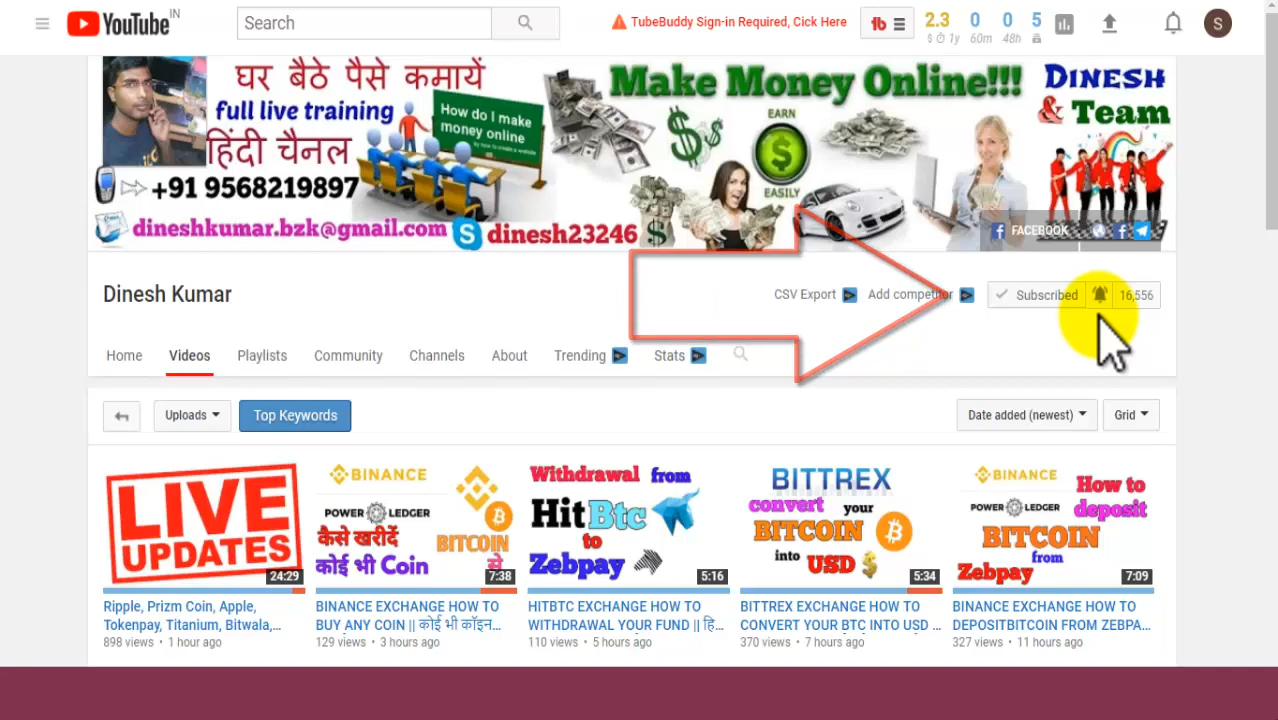 YouTube IN
Search
TubeBuddy Sign-in Required, Cick Here
tb
2.3 0 0 5
$ 1y 60m 48h
S
घर बैठे पैसे कमायें
full live training
हिंदी चैनल
+91 9568219897
dineshkumar.bzk@gmail.com
dinesh23246
How do I make
money online
Make Money Online!!!
EARN
$
EASILY
DINESH
& Team
FACEBOOK
Dinesh Kumar
CSV Export
Add competitor
Subscribed
16,556
Home Videos Playlists Community Channels About Trending Stats
Uploads
Top Keywords
Date added (newest)
Grid
LIVE
UPDATES
24:29
Ripple, Prizm Coin, Apple,
Tokenpay, Titanium, Bitwala,...
898 views • 1 hour ago
BINANCE
POWER LEDGER
कैसे खरीदें
कोई भी Coin
BITCOIN
से
7:38
BINANCE EXCHANGE HOW TO
BUY ANY COIN || कोई भी कॉइन...
129 views • 3 hours ago
Withdrawal from
HitBtc
to
Zebpay
5:16
HITBTC EXCHANGE HOW TO
WITHDRAWAL YOUR FUND || हि...
110 views • 5 hours ago
BITTREX
convert your
BITCOIN
into USD
5:34
BITTREX EXCHANGE HOW TO
CONVERT YOUR BTC INTO USD ...
370 views • 7 hours ago
BINANCE
POWER LEDGER
How to
deposit
BITCOIN
from
Zebpay
7:09
BINANCE EXCHANGE HOW TO
DEPOSITBITCOIN FROM ZEBPA...
327 views • 11 hours ago